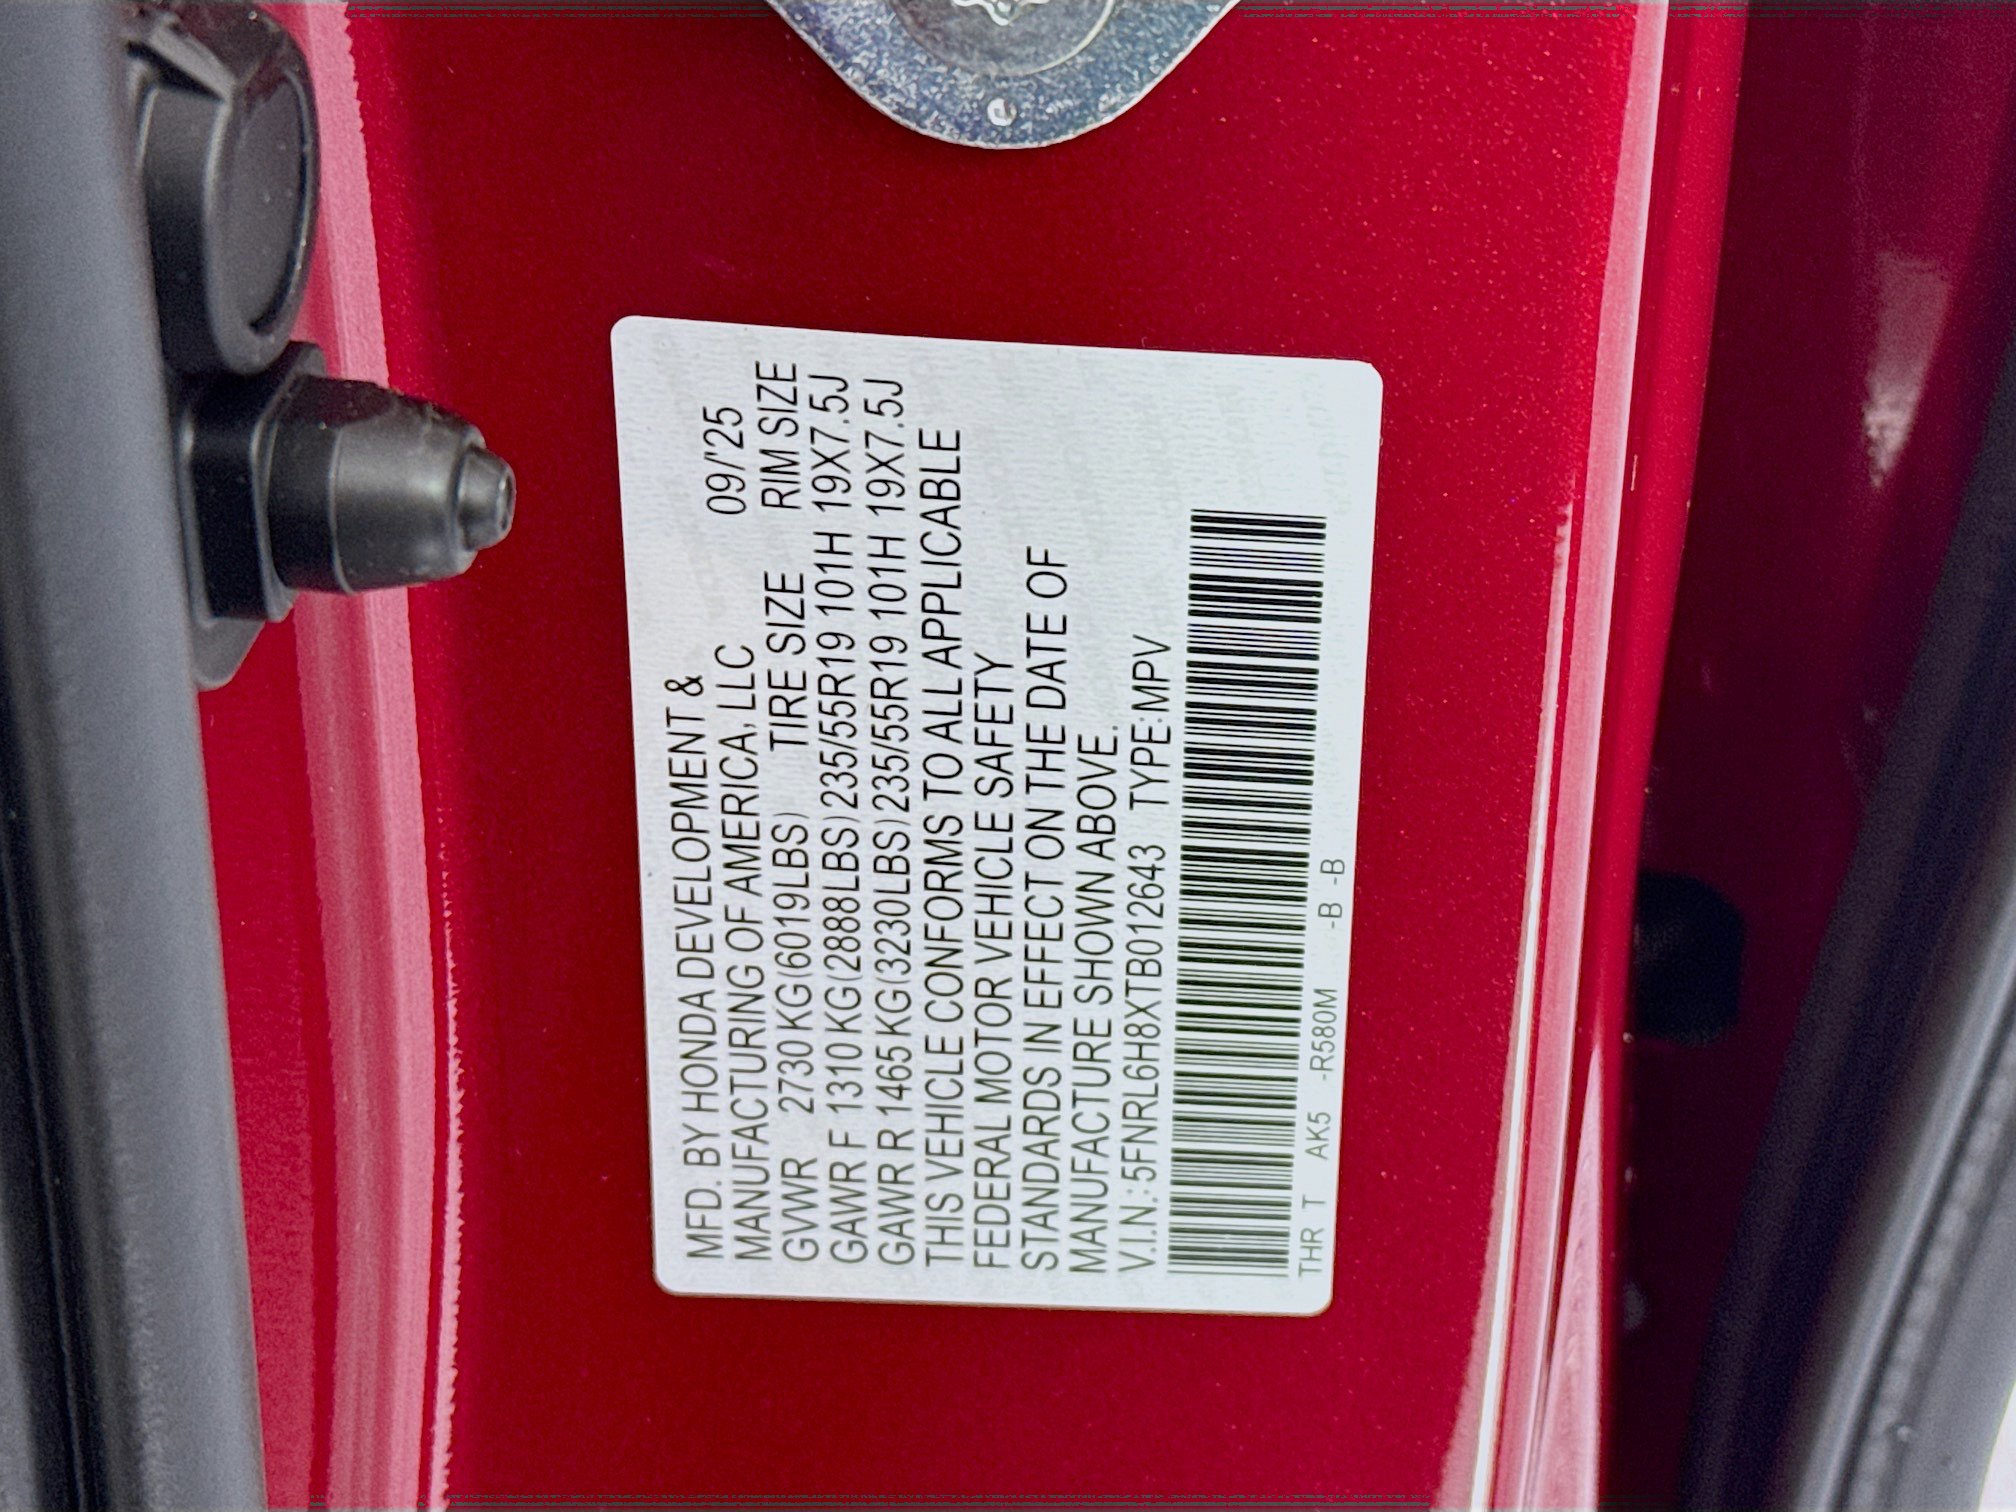 MFD. BY HONDA DEVELOPMENT &
MANUFACTURING OF AMERICA, LLC 09/'25
GVWR 2730 KG(6019LBS) TIRE SIZE RIM SIZE
GAWR F 1310 KG(2888LBS) 235/55R19 101H 19X7.5J
GAWR R 1465 KG(3230LBS) 235/55R19 101H 19X7.5J
THIS VEHICLE CONFORMS TO ALL APPLICABLE
FEDERAL MOTOR VEHICLE SAFETY
STANDARDS IN EFFECT ON THE DATE OF
MANUFACTURE SHOWN ABOVE.
V.I.N.: 5FNRL6H8XTB012643 TYPE:MPV
THR T AK5 -R580M -B -B